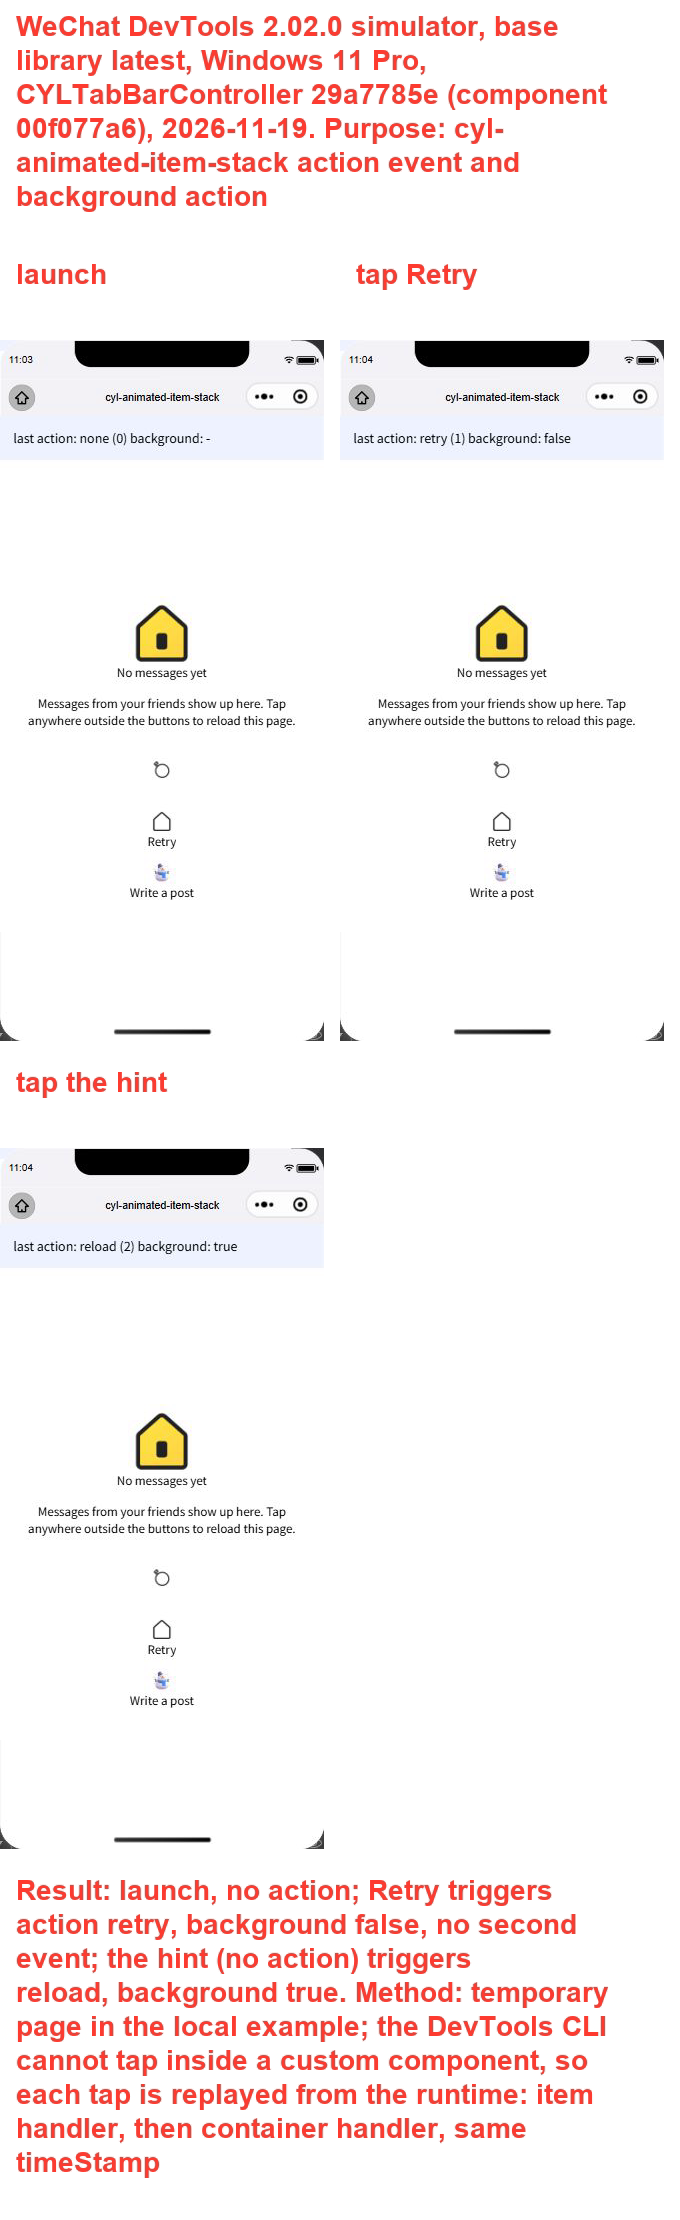 WeChat DevTools 2.02.0 simulator, base
library latest, Windows 11 Pro,
CYLTabBarController 29a7785e (component
00f077a6), 2026-11-19. Purpose: cyl-
animated-item-stack action event and
background action
launch
tap Retry
11:03
cyl-animated-item-stack
last action: none (0) background: -
No messages yet
Messages from your friends show up here. Tap
anywhere outside the buttons to reload this page.
Retry
Write a post
11:04
cyl-animated-item-stack
last action: retry (1) background: false
No messages yet
Messages from your friends show up here. Tap
anywhere outside the buttons to reload this page.
Retry
Write a post
tap the hint
11:04
cyl-animated-item-stack
last action: reload (2) background: true
No messages yet
Messages from your friends show up here. Tap
anywhere outside the buttons to reload this page.
Retry
Write a post
Result: launch, no action; Retry triggers
action retry, background false, no second
event; the hint (no action) triggers
reload, background true. Method: temporary
page in the local example; the DevTools CLI
cannot tap inside a custom component, so
each tap is replayed from the runtime: item
handler, then container handler, same
timeStamp